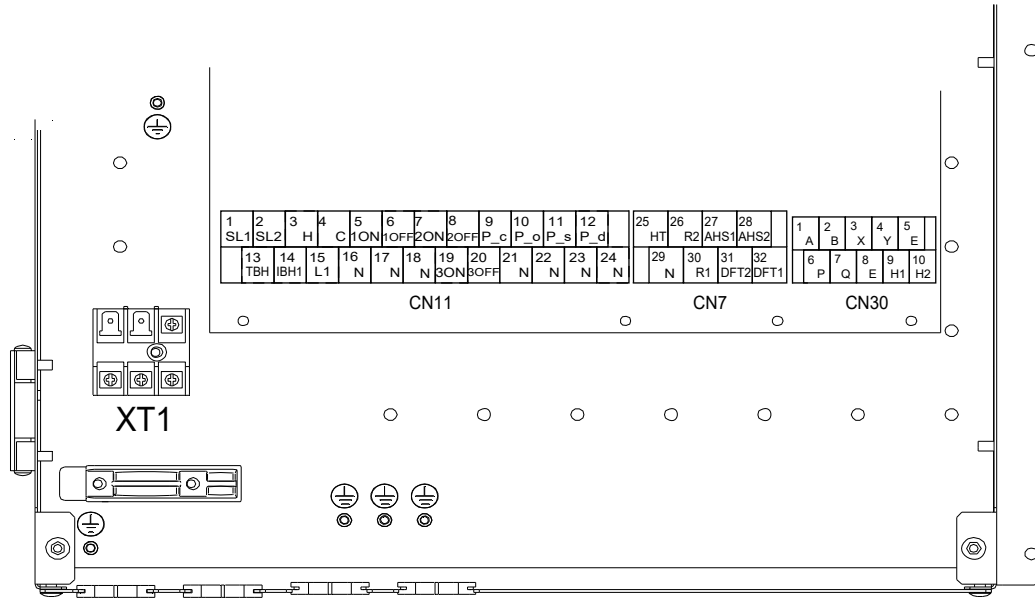 1 2 3 4 5 6 7 8 9 10 11 12
SL1 SL2 H C 1ON 1OFF 2ON 2OFF P_c P_o P_s P_d
13 14 15 16 17 18 19 20 21 22 23 24
TBH IBH1 L1 N N N 3ON 3OFF N N N N
CN11
25 26 27 28
HT R2 AHS1 AHS2
29 30 31 32
N R1 DFT2 DFT1
CN7
1 2 3 4 5
A B X Y E
6 7 8 9 10
P Q E H1 H2
CN30
XT1